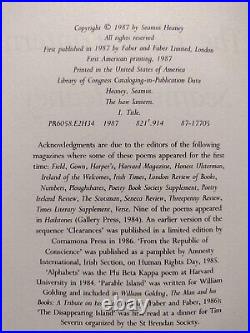 Copyright © 1987 by Seamus Heaney
All rights reserved
First published in 1987 by Faber and Faber Limited, London
First American printing, 1987
Printed in the United States of America
Library of Congress Cataloging-in-Publication Data
Heaney, Seamus.
The haw lantern.
I. Title.
PR6058.E2H34 1987 821'.914 87-17705
Acknowledgments are due to the editors of the following
magazines where some of these poems appeared for the first
time: Field, Gown, Harper's, Harvard Magazine, Honest Ulsterman,
Ireland of the Welcomes, Irish Times, London Review of Books,
Numbers, Ploughshares, Poetry Book Society Supplement, Poetry
Ireland Review, The Scotsman, Seneca Review, Threepenny Review,
Times Literary Supplement, Verse. Nine of the poems appeared
in Hailstones (Gallery Press, 1984). An earlier version of the
sequence "Clearances" was published in a limited edition by
Cornamona Press in 1986. "From the Republic of
Conscience" was published as a pamphlet by Amnesty
International, Irish Section, on Human Rights Day, 1985.
"Alphabets" was the Phi Beta Kappa poem at Harvard
University in 1984. "Parable Island" was written for William
Golding and included in William Golding, The Man and his
Books: A Tribute on his (Faber and Faber, 1986);
"The Disappearing Island" was first read at a dinner for Tim
Severin organized by the St Brendan Society.